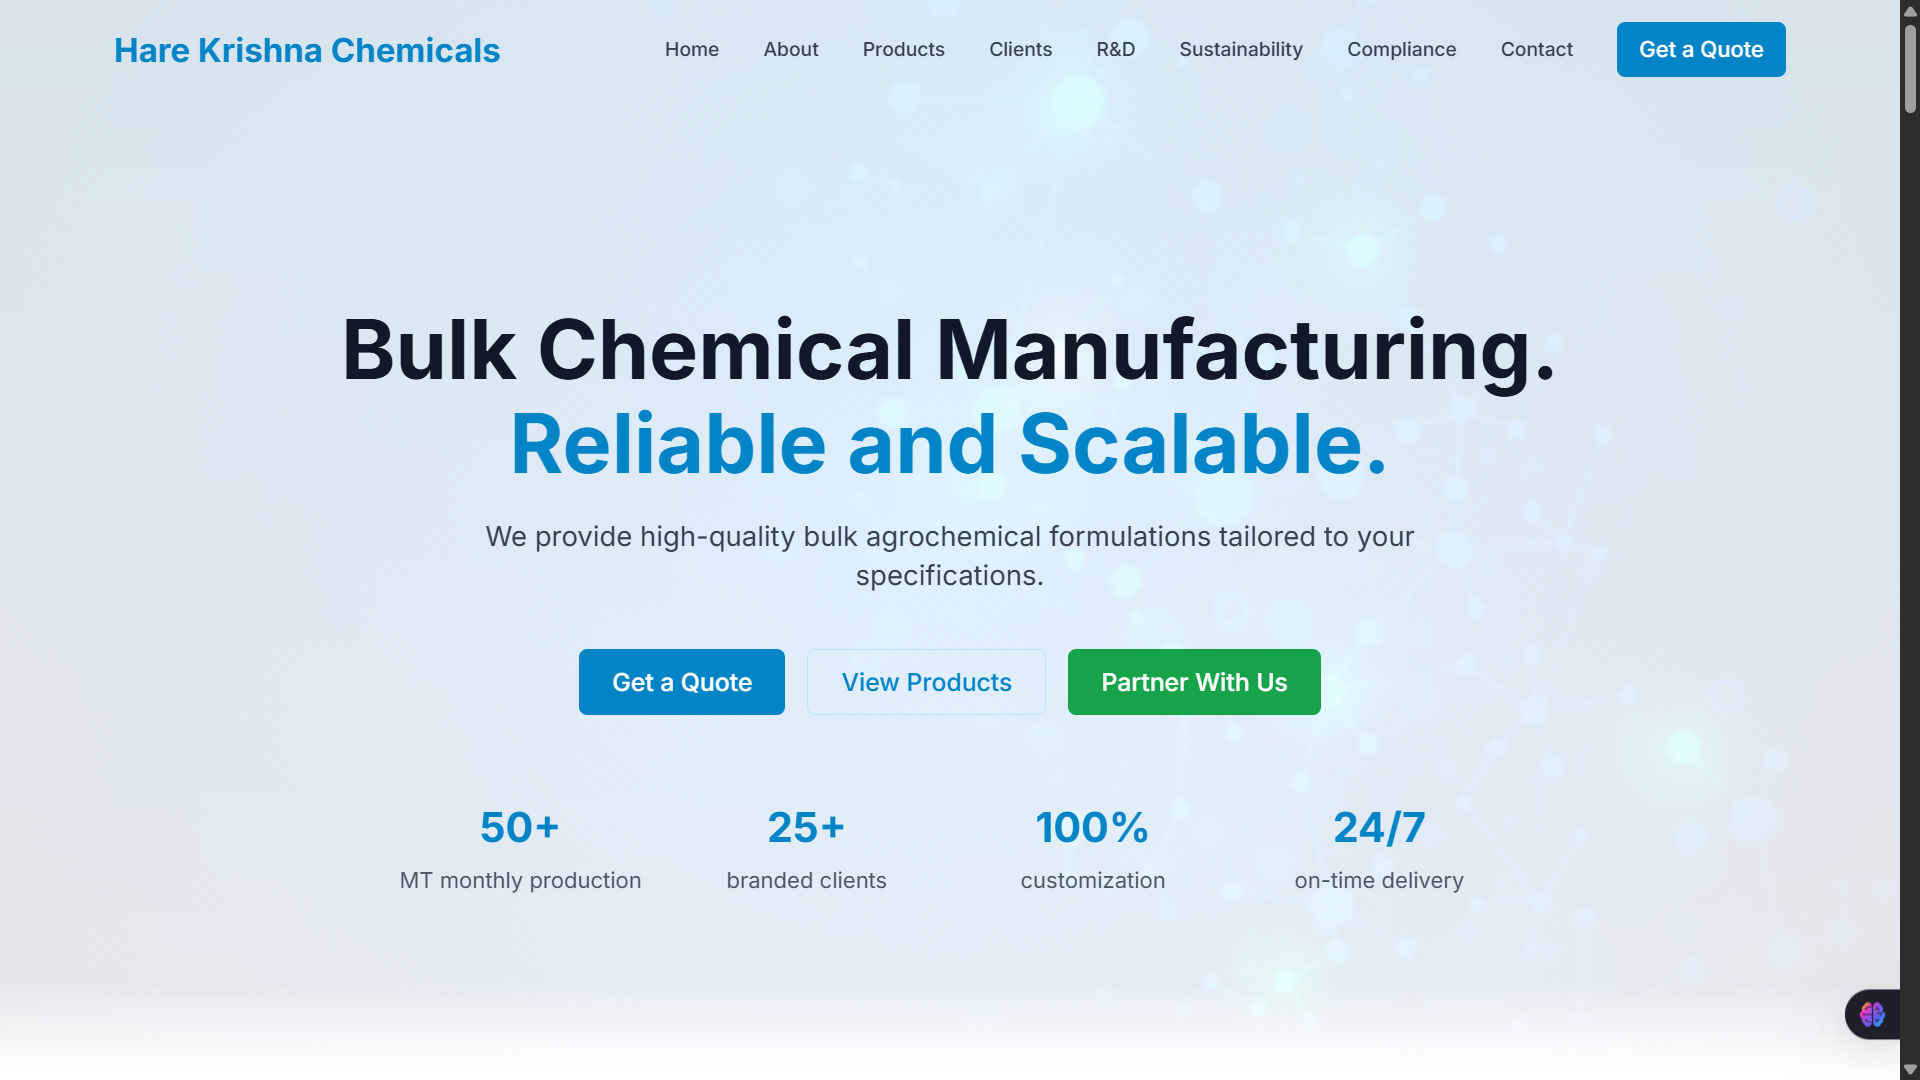 Hare Krishna Chemicals
Home About Products Clients R&D Sustainability Compliance Contact Get a Quote
Bulk Chemical Manufacturing.
Reliable and Scalable.
We provide high-quality bulk agrochemical formulations tailored to your
specifications.
Get a Quote View Products Partner With Us
50+ 25+ 100% 24/7
MT monthly production branded clients customization on-time delivery